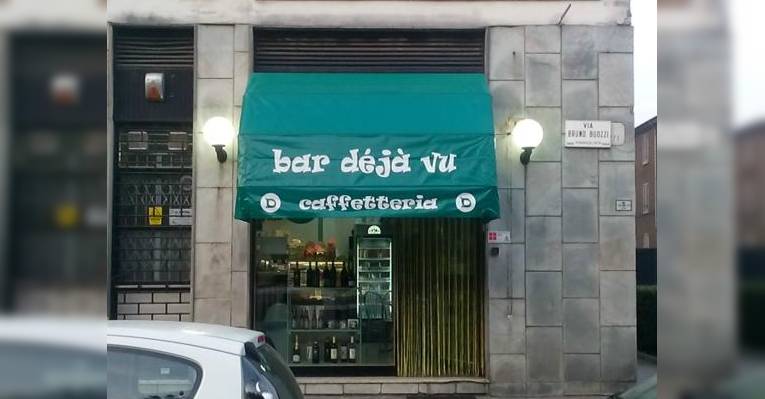 bar déjà vu
D caffetteria D
VIA
BRUNO BUOZZI